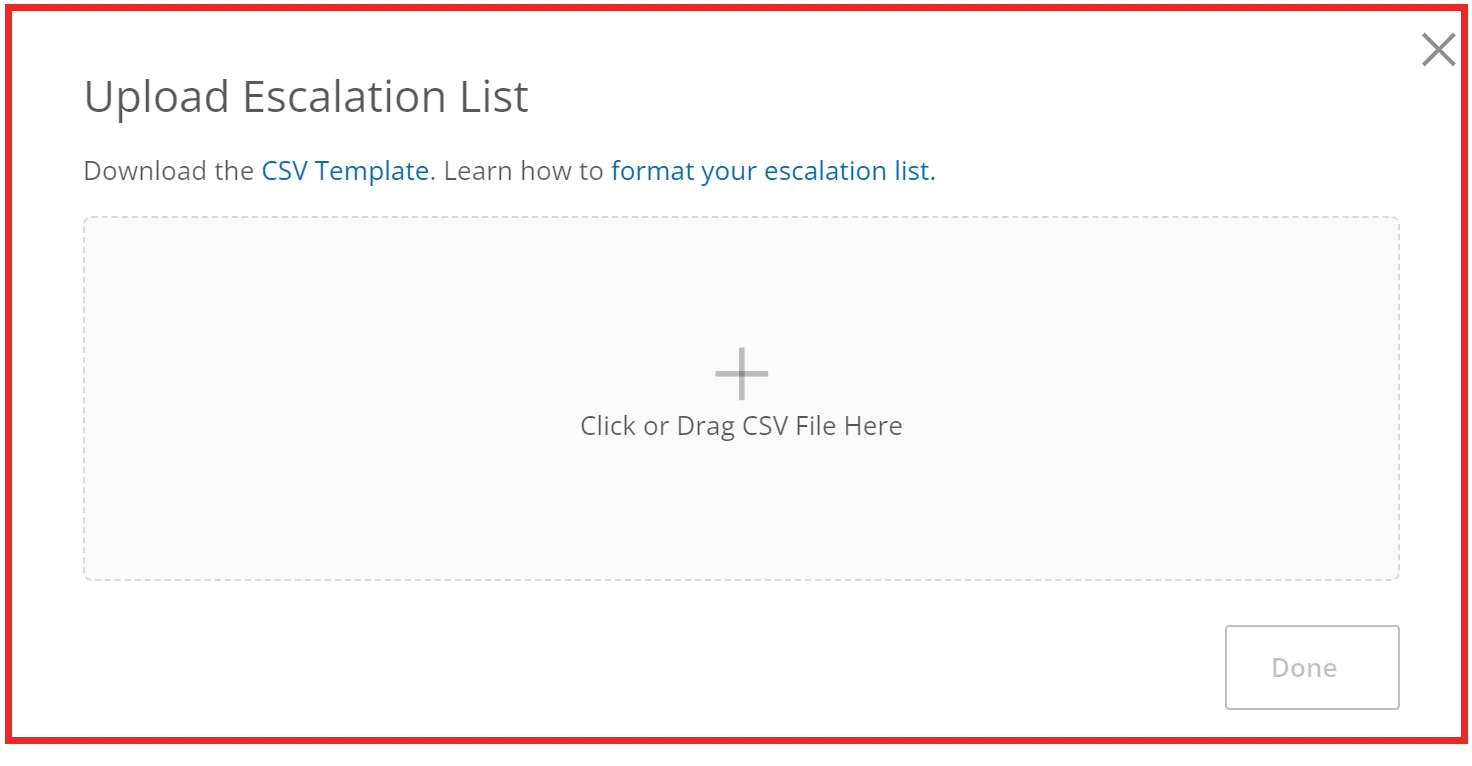 Upload Escalation List
Download the CSV Template. Learn how to format your escalation list.
Click or Drag CSV File Here
Done